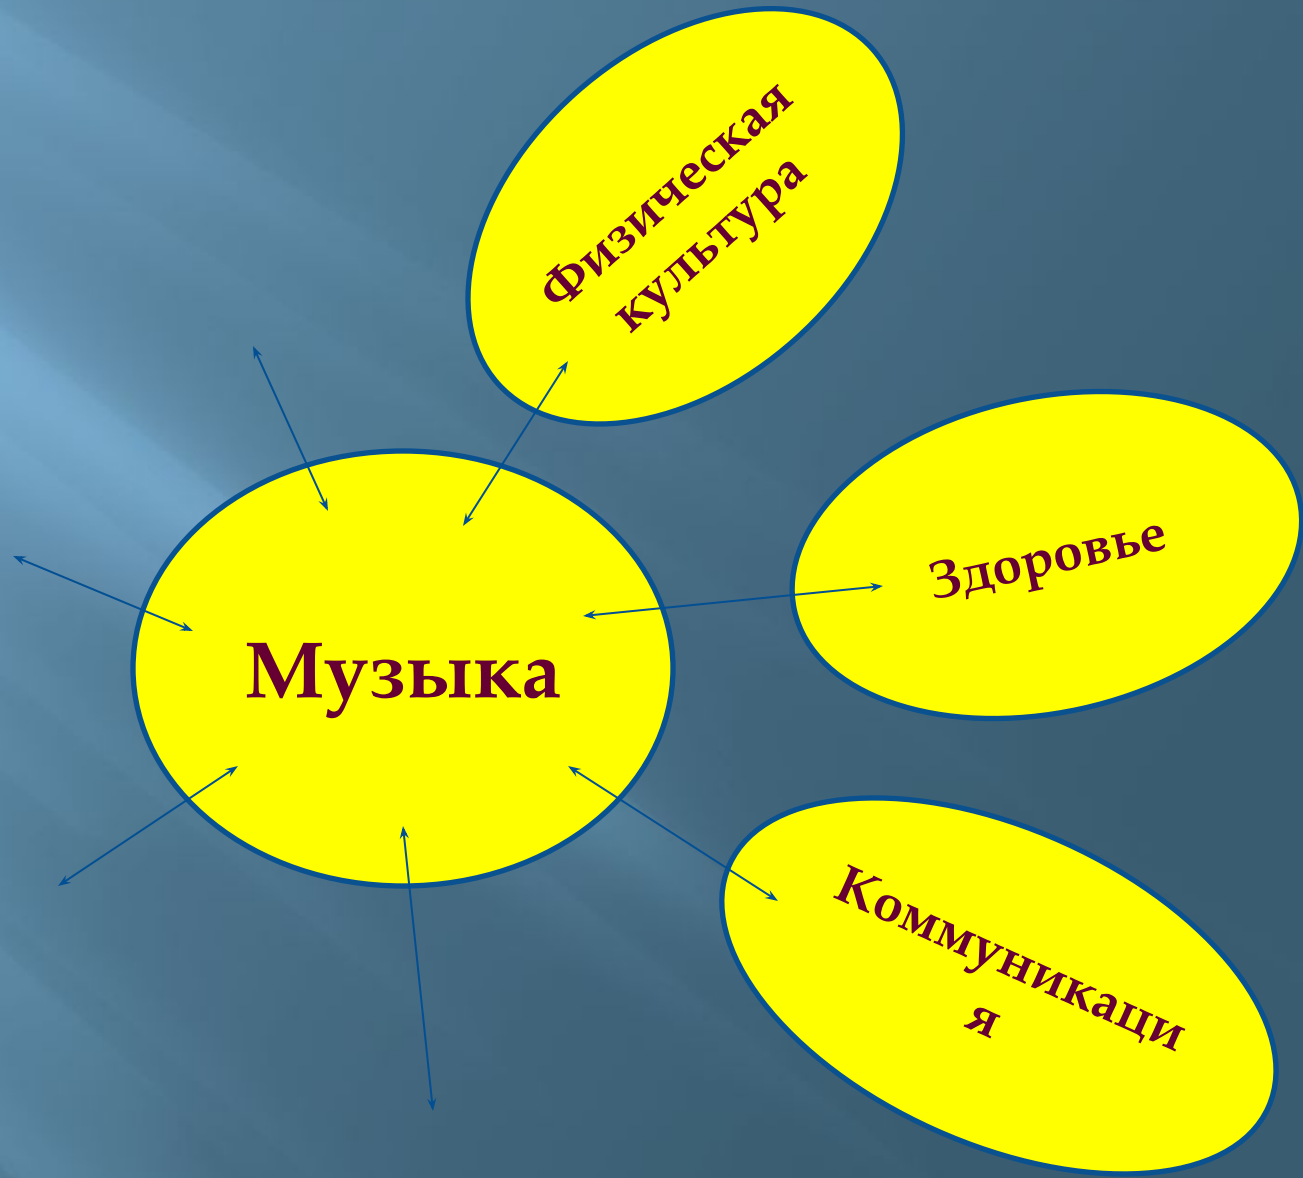 Физическая
культура
Здоровье
Музыка
Коммуникаци
я